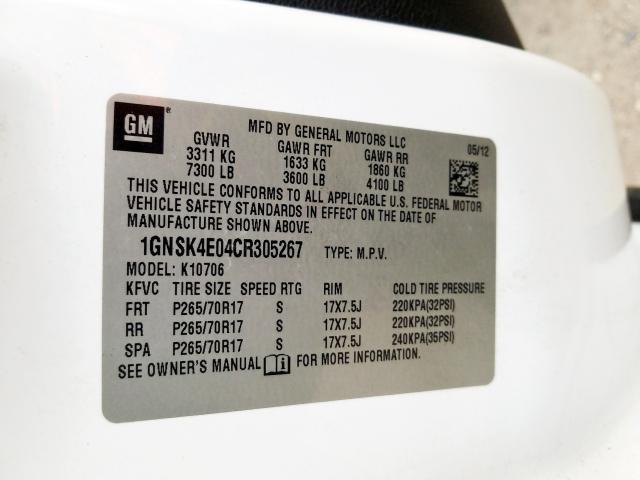 GM ®
MFD BY GENERAL MOTORS LLC 05/12
GVWR GAWR FRT GAWR RR
3311 KG 1633 KG 1860 KG
7300 LB 3600 LB 4100 LB
THIS VEHICLE CONFORMS TO ALL APPLICABLE U.S. FEDERAL MOTOR
VEHICLE SAFETY STANDARDS IN EFFECT ON THE DATE OF
MANUFACTURE SHOWN ABOVE.
1GNSK4E04CR305267 TYPE: M.P.V.
MODEL: K10706
KFVC TIRE SIZE SPEED RTG RIM COLD TIRE PRESSURE
FRT P265/70R17 S 17X7.5J 220KPA(32PSI)
RR P265/70R17 S 17X7.5J 220KPA(32PSI)
SPA P265/70R17 S 17X7.5J 240KPA(35PSI)
SEE OWNER'S MANUAL i FOR MORE INFORMATION.